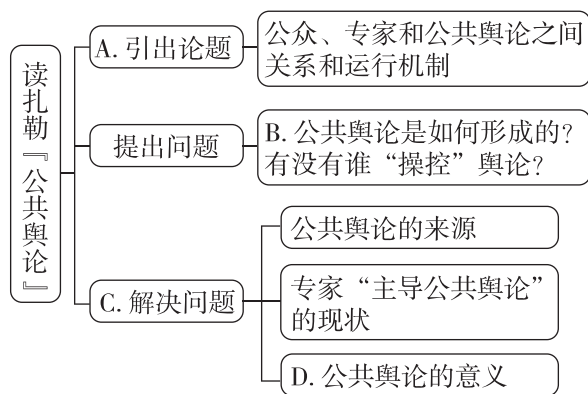 读扎勒『公共舆论』
A. 引出论题
公众、专家和公共舆论之间
关系和运行机制
提出问题
B. 公共舆论是如何形成的?
有没有谁“操控”舆论?
C. 解决问题
公共舆论的来源
专家“主导公共舆论”
的现状
D. 公共舆论的意义